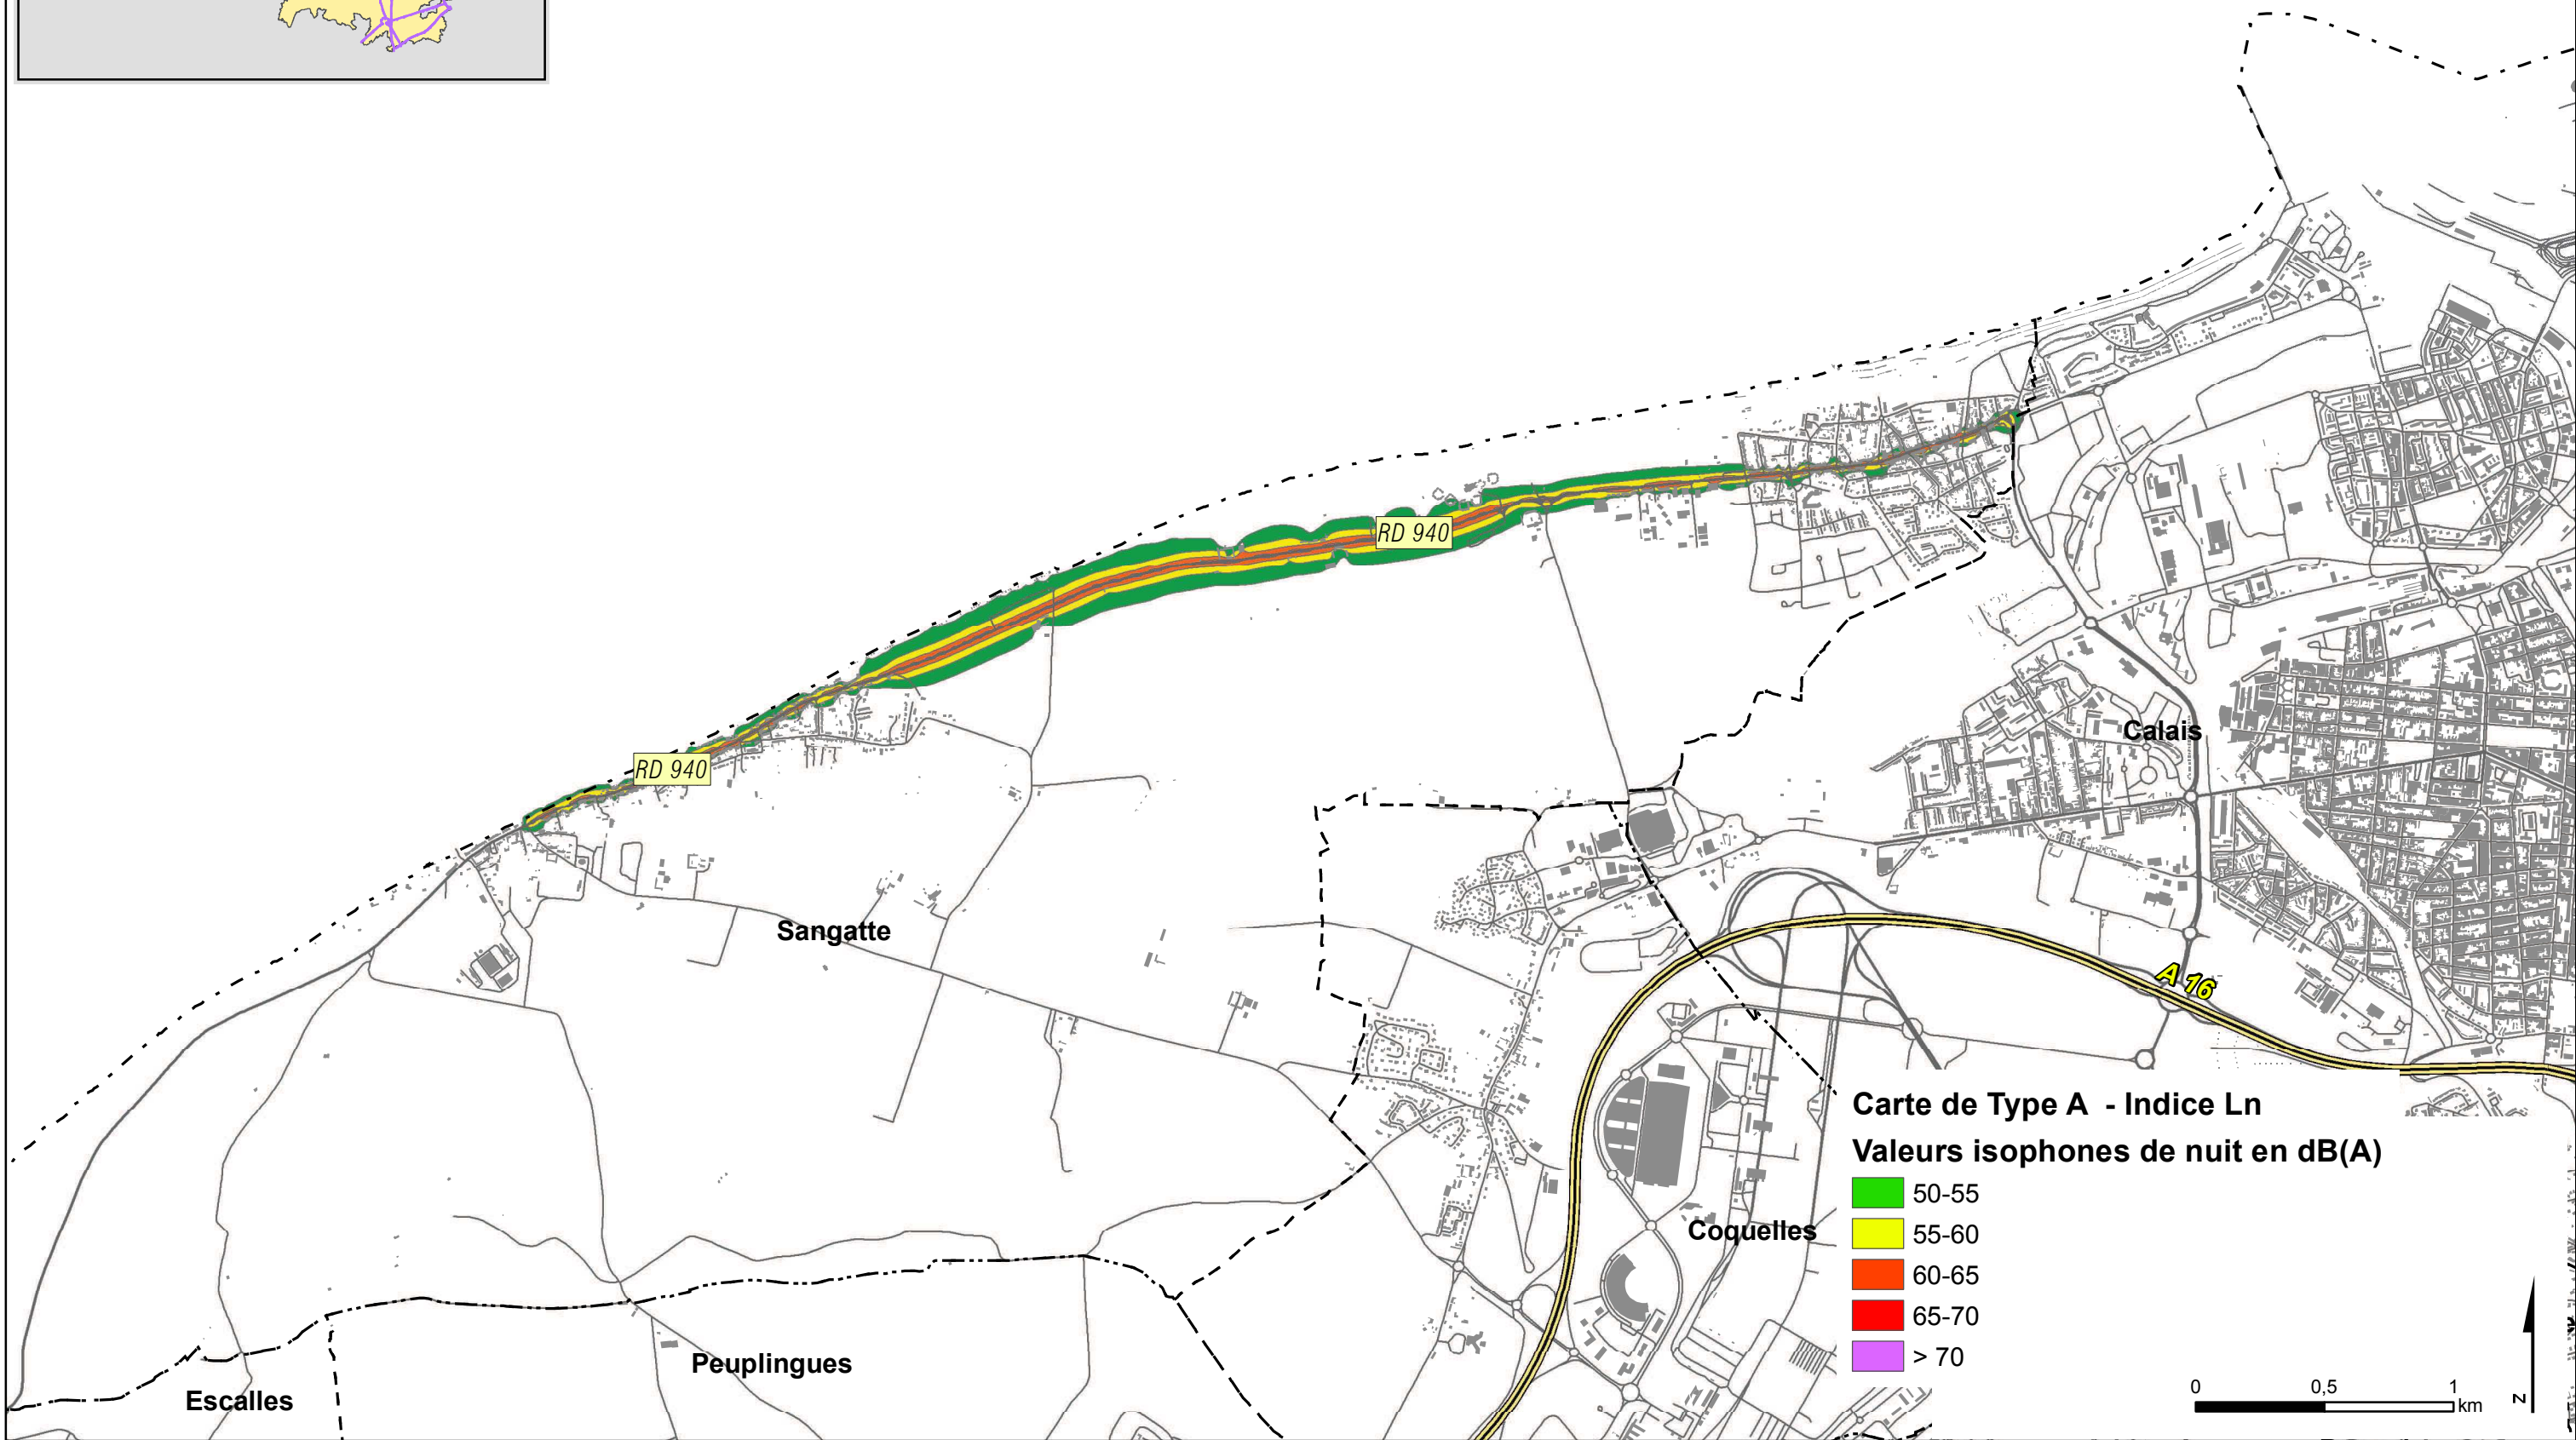 RD 940
RD 940
Calais
Sangatte
A 16
Carte de Type A - Indice Ln
Valeurs isophones de nuit en dB(A)
50-55
55-60
60-65
65-70
> 70
Coquelles
Peuplingues
Escalles
0 0,5 1
km
N